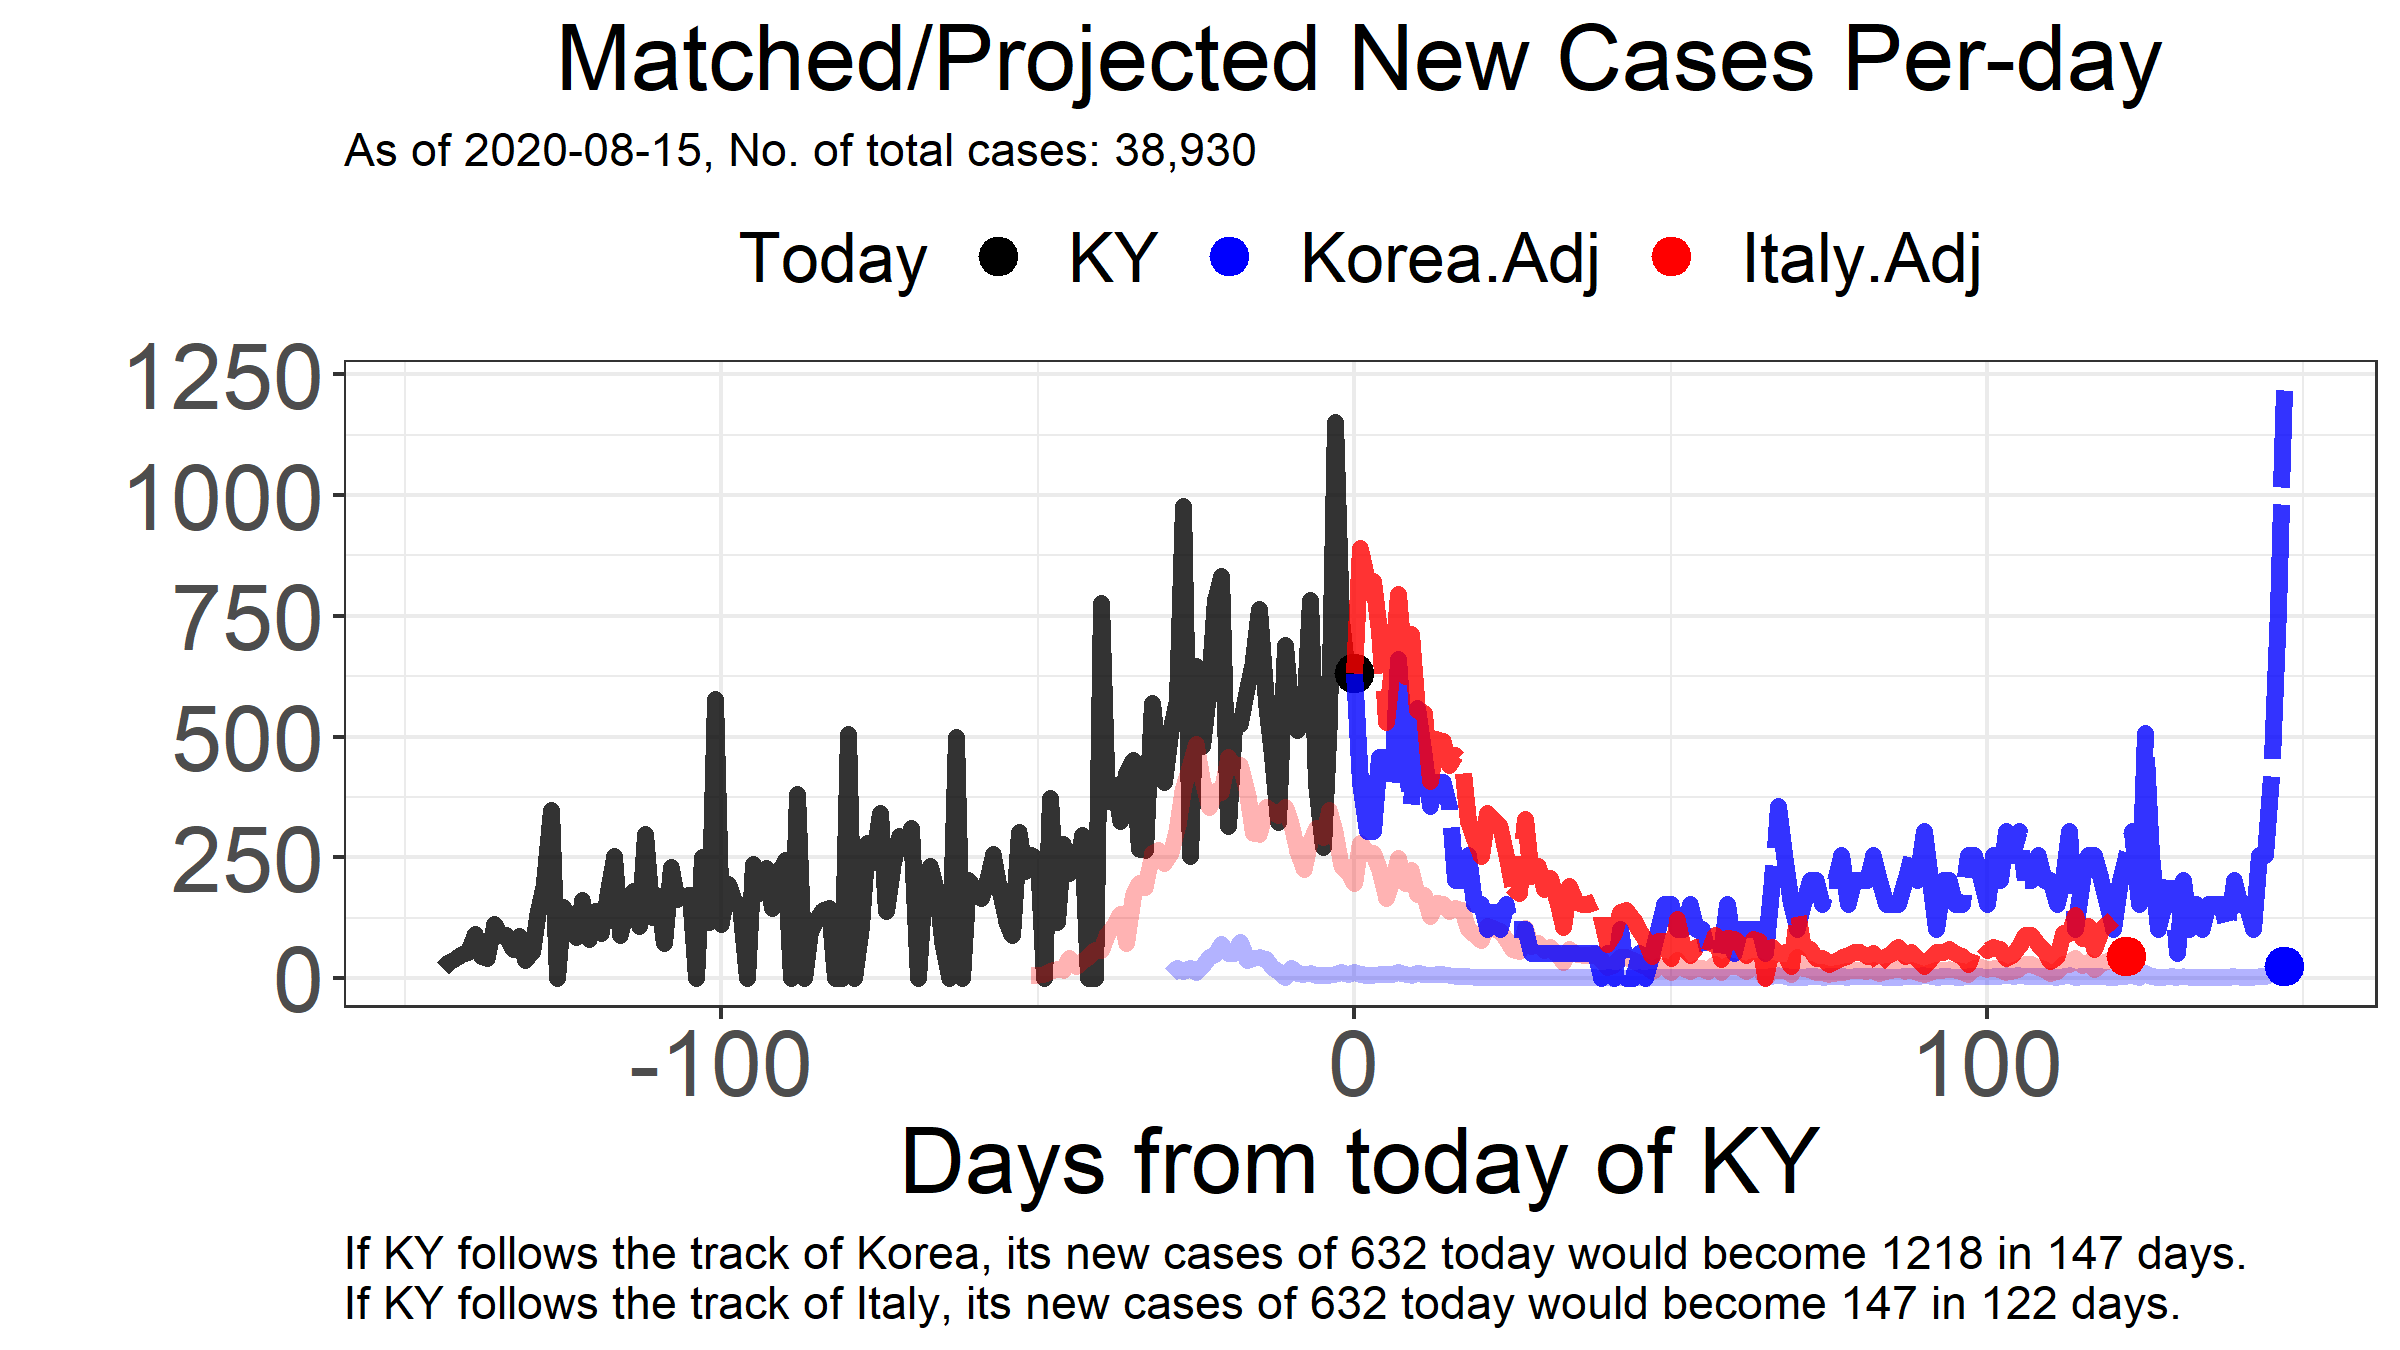 Matched/Projected New Cases Per-day
As of 2020-08-15, No. of total cases: 38,930
Today KY Korea.Adj Italy.Adj
1250
1000
750
500
250
0
-100 0 100
Days from today of KY
If KY follows the track of Korea, its new cases of 632 today would become 1218 in 147 days.
If KY follows the track of Italy, its new cases of 632 today would become 147 in 122 days.